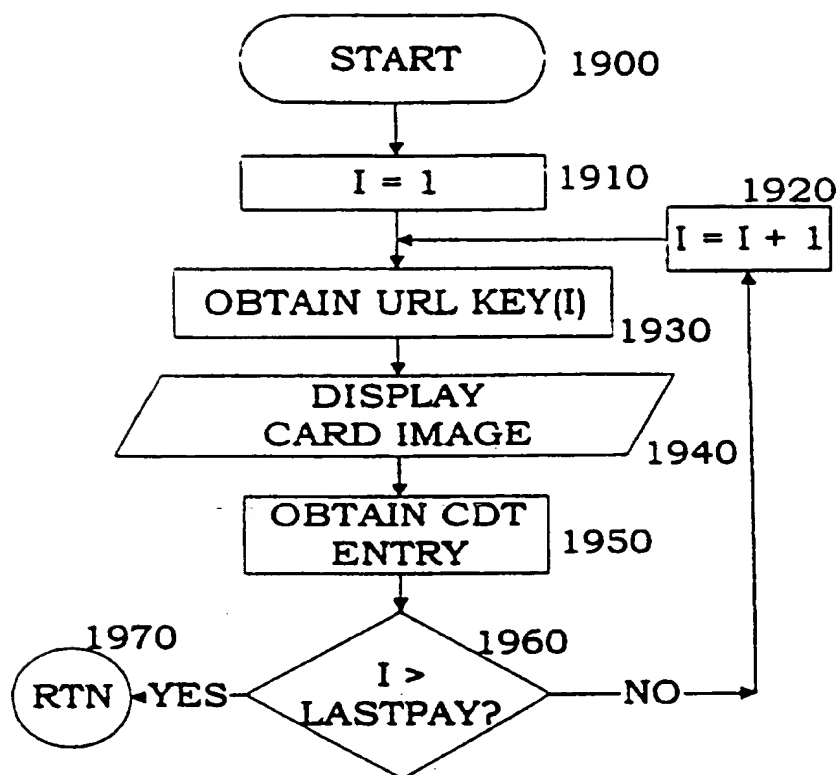 START
1900
I = 1
1910
1920
I = I + 1
OBTAIN URL KEY(I)
1930
DISPLAY
CARD IMAGE
1940
OBTAIN CDT
ENTRY
1950
1960
I >
LASTPAY?
YES
1970
RTN
NO